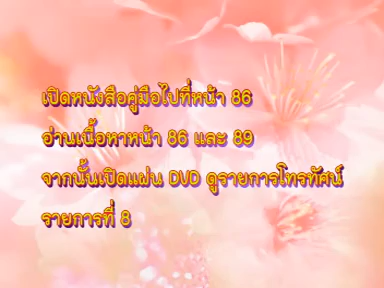 เปิดหนังสือคู่มือไปที่หน้า 86
อ่านเนื้อหาหน้า 86 และ 89
จากนั้นเปิดแผ่น DVD ดูรายการโทรทัศน์
รายการที่ 8